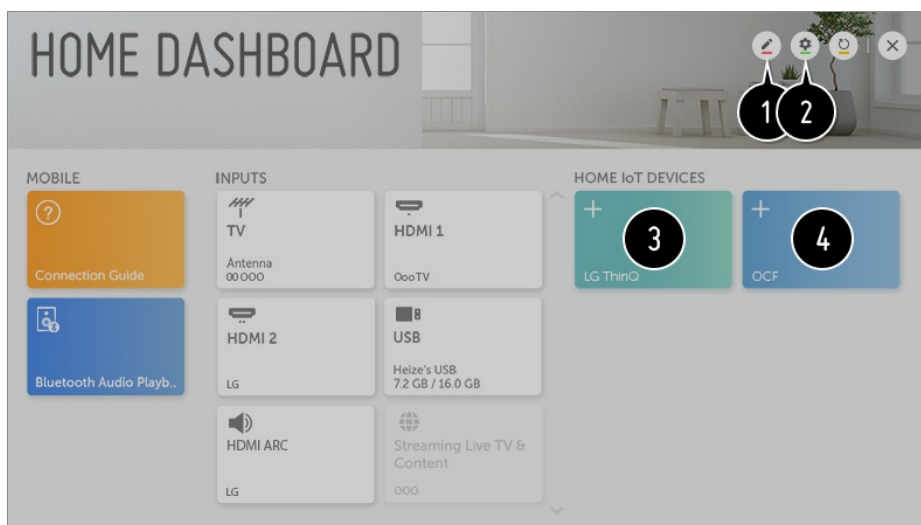 HOME DASHBOARD
1
2
MOBILE
INPUTS
HOME IoT DEVICES
Connection Guide
TV
Antenna
00 000
HDMI 1
OooTV
3
LG ThinQ
4
OCF
Bluetooth Audio Playb..
HDMI 2
LG
USB
Heize's USB
7.2 GB / 16.0 GB
HDMI ARC
LG
Streaming Live TV &
Content
000